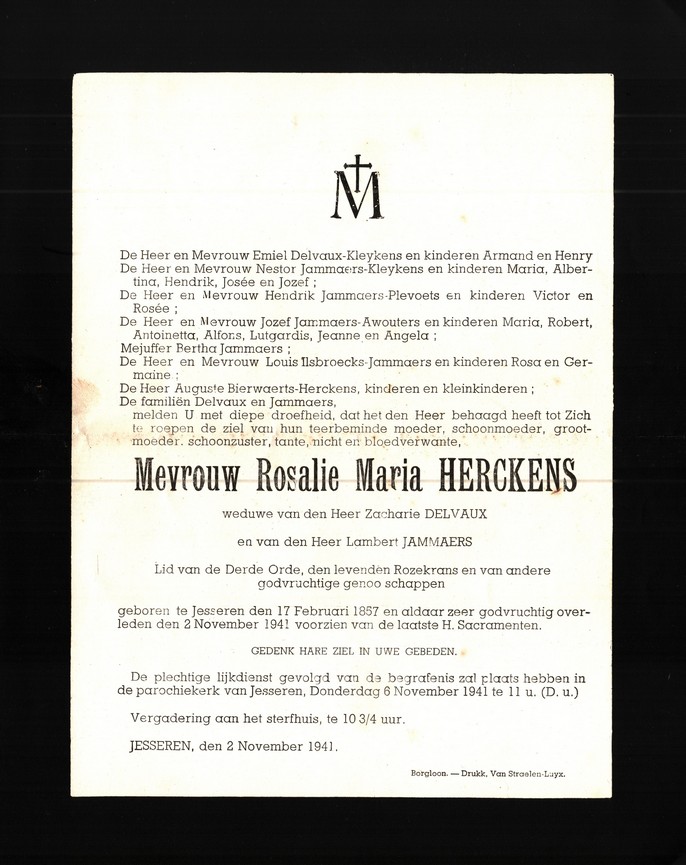 M
De Heer en Mevrouw Emiel Delvaux-Kleykens en kinderen Armand en Henry
De Heer en Mevrouw Nestor Jammaers-Kleykens en kinderen Maria, Alber-
tina, Hendrik, Josée en Jozef ;
De Heer en Mevrouw Hendrik Jammaers-Plevoets en kinderen Victor en
Rosée ;
De Heer en Mevrouw Jozef Jammaers-Awouters en kinderen Maria, Robert,
Antoinetta, Alfons, Lutgardis, Jeanne en Angela ;
Mejuffer Bertha Jammaers ;
De Heer en Mevrouw Louis Ilsbroecks-Jammaers en kinderen Rosa en Ger-
maine ;
De Heer Auguste Bierwaerts-Herckens, kinderen en kleinkinderen ;
De familiën Delvaux en Jammaers,
melden U met diepe droefheid, dat het den Heer behaagd heeft tot Zich
te roepen de ziel van hun teerbeminde moeder, schoonmoeder, groot-
moeder. schoonzuster, tante, nicht en bloedverwante,
Mevrouw Rosalie Maria HERCKENS
weduwe van den Heer Zacharie DELVAUX
en van den Heer Lambert JAMMAERS
Lid van de Derde Orde, den levenden Rozekrans en van andere
godvruchtige genoo schappen
geboren te Jesseren den 17 Februari 1857 en aldaar zeer godvruchtig over-
leden den 2 November 1941 voorzien van de laatste H. Sacramenten.
GEDENK HARE ZIEL IN UWE GEBEDEN.
De plechtige lijkdienst gevolgd van de begrafenis zal plaats hebben in
de parochiekerk van Jesseren, Donderdag 6 November 1941 te 11 u. (D. u.)
Vergadering aan het sterfhuis, te 10 3/4 uur.
JESSEREN, den 2 November 1941.
Borgloon. — Drukk, Van Straelen-Luyx.